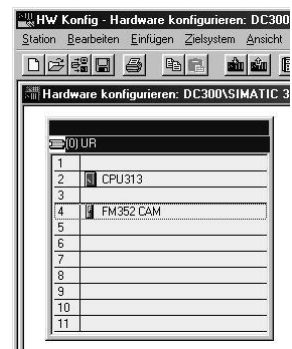 HW Konfig - Hardware konfigurieren: DC300
Station Bearbeiten Einfügen Zielsystem Ansicht
Hardware konfigurieren: DC300\SIMATIC 3
(0) UR
1
2 CPU313
3
4 FM352 CAM
5
6
7
8
9
10
11